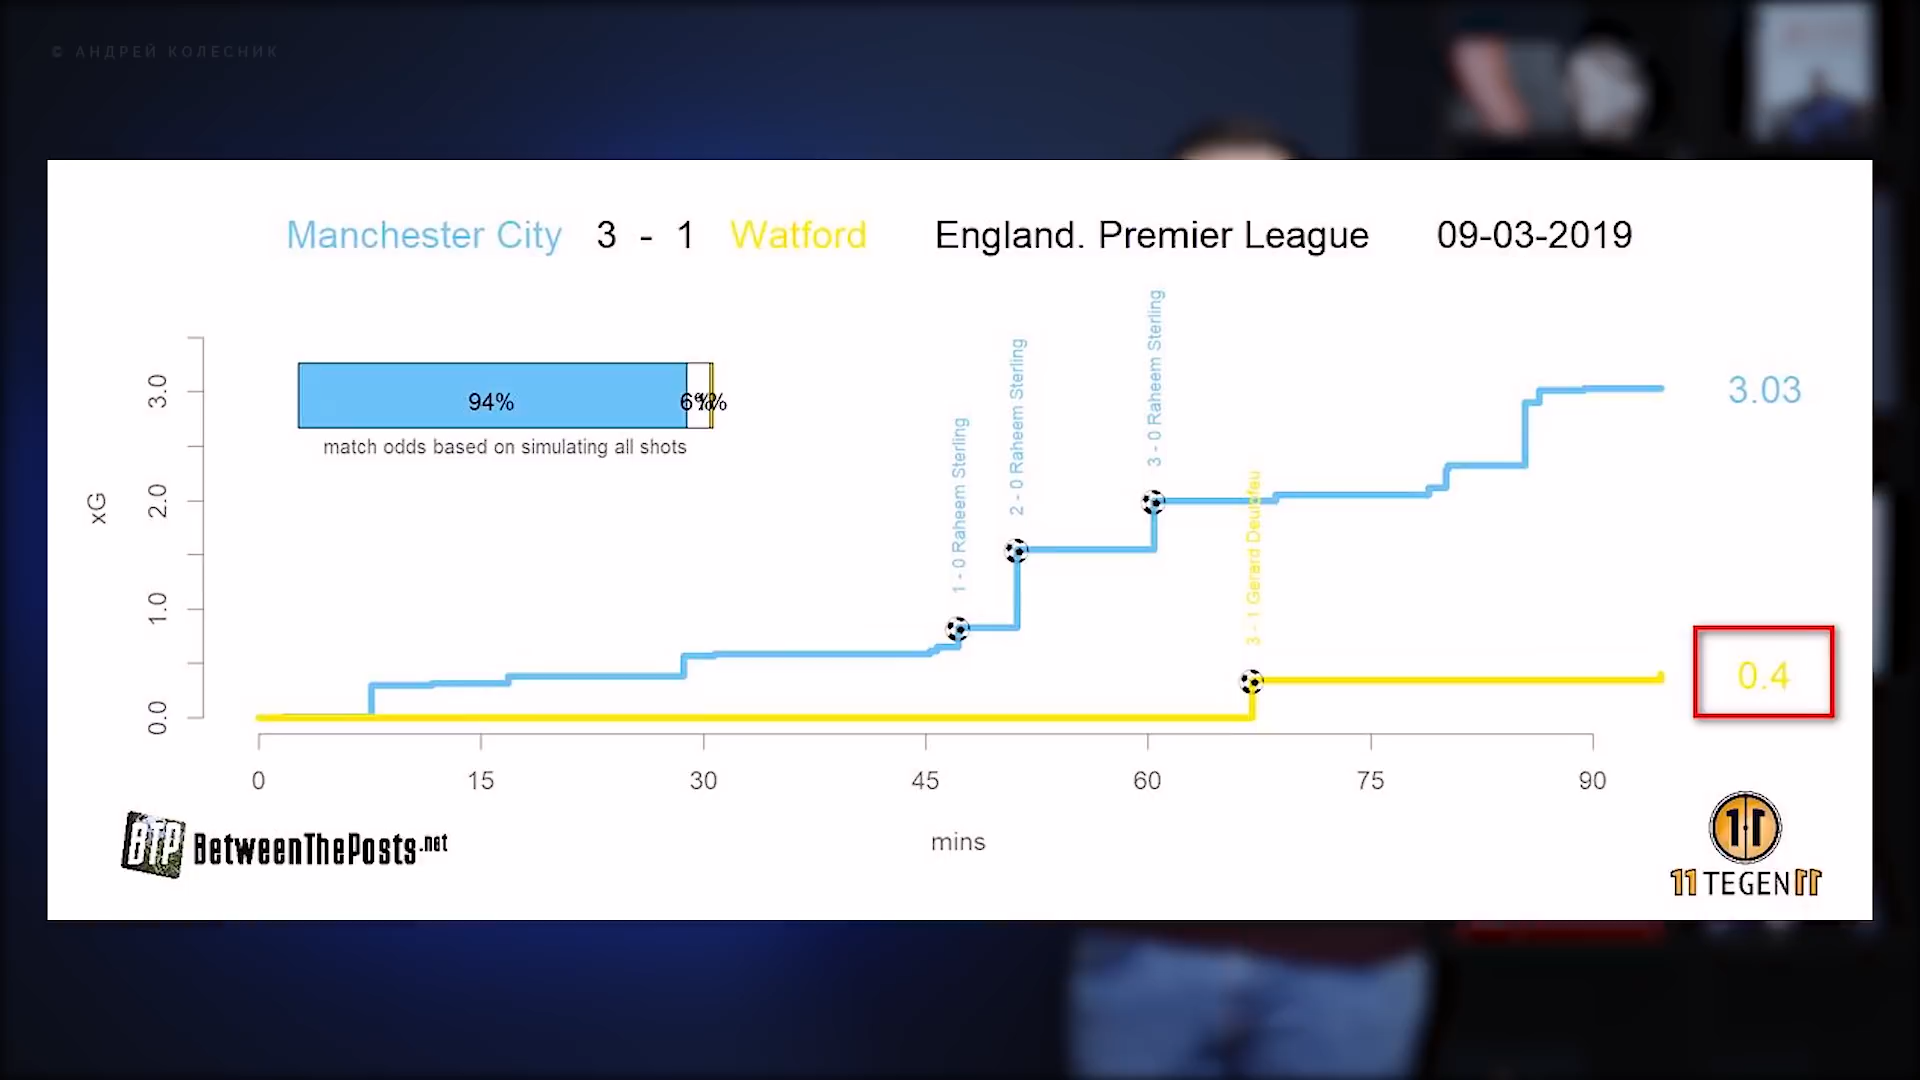 © АНДРЕЙ КОЛЕСНИК
Manchester City 3 - 1 Watford England. Premier League 09-03-2019
94%
6%
match odds based on simulating all shots
xG
3.0
2.0
1.0
0.0
1 - 0 Raheem Sterling
2 - 0 Raheem Sterling
3 - 0 Raheem Sterling
3 - 1 Gerard Deulofeu
3.03
0.4
0 15 30 45 60 75 90
mins
BTP BetweenThePosts.net
11
11TEGEN11